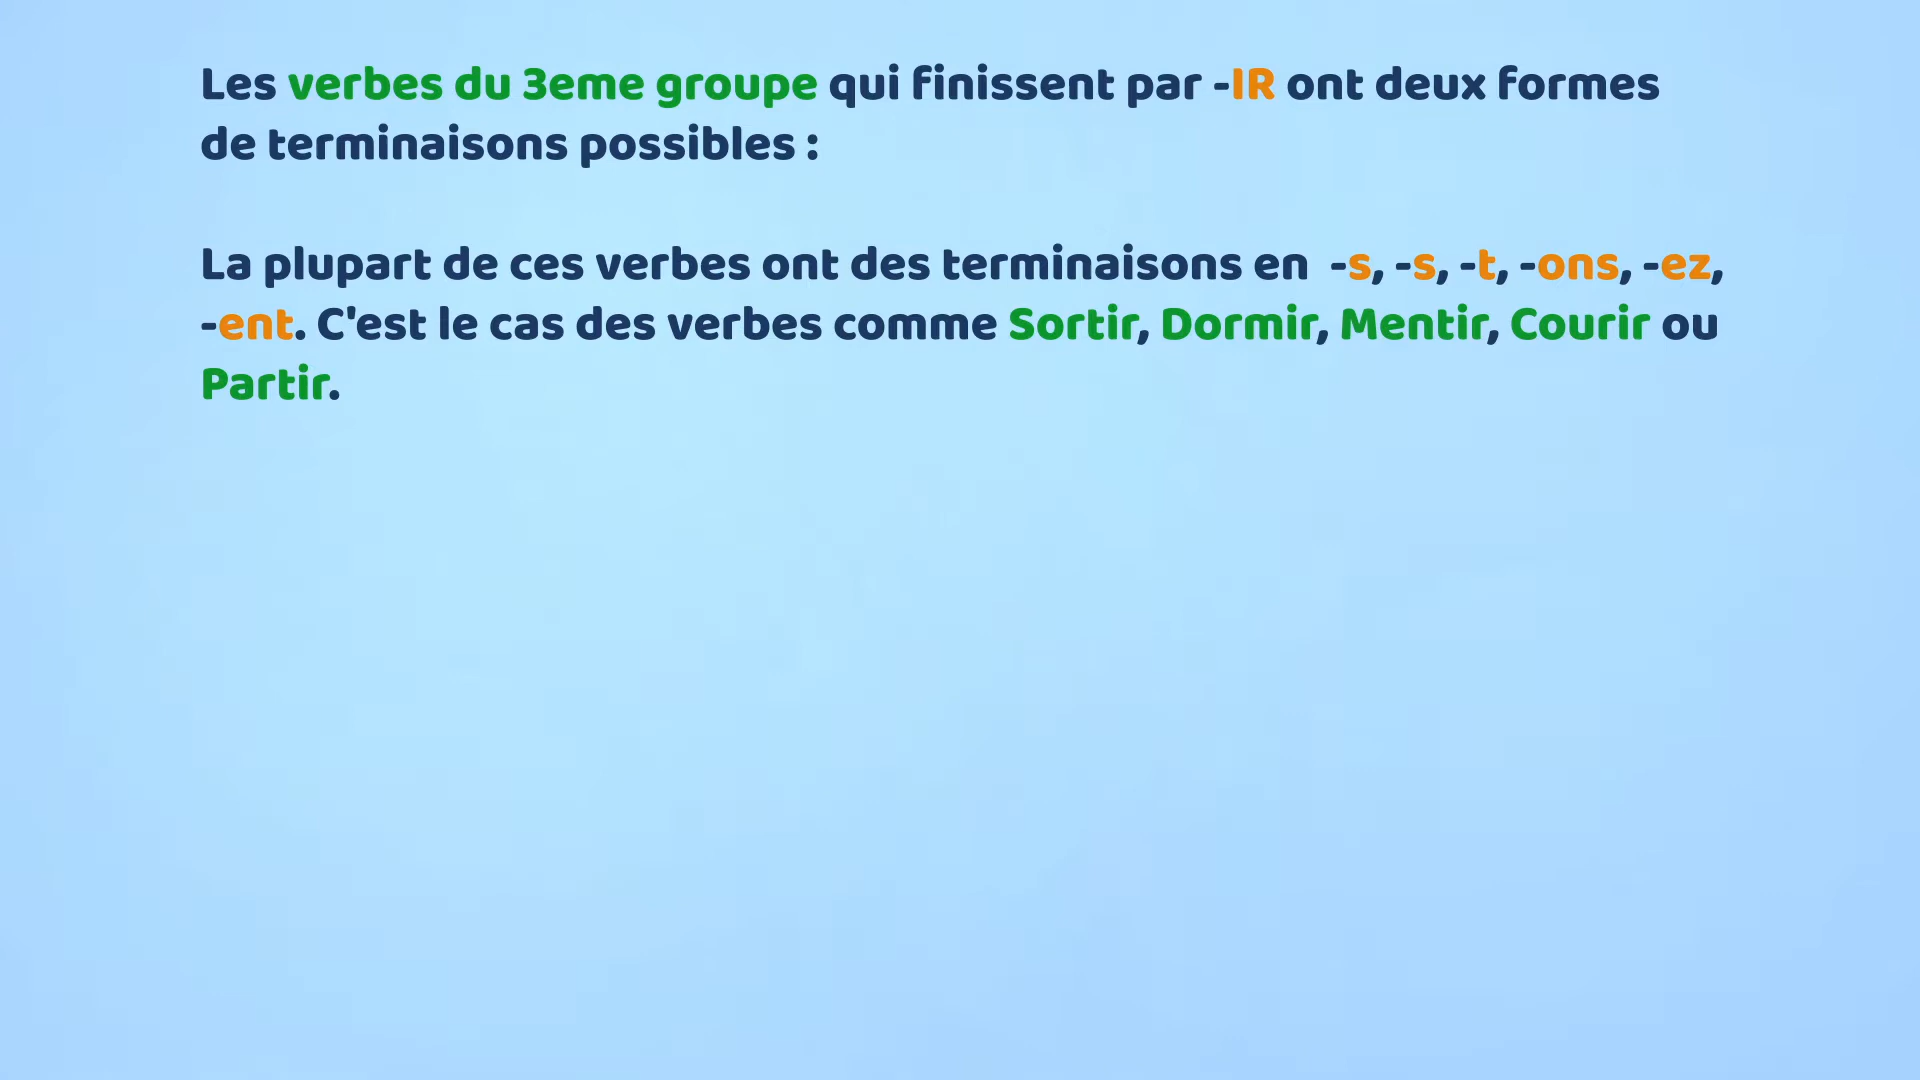 Les verbes du 3eme groupe qui finissent par -IR ont deux formes
de terminaisons possibles :
La plupart de ces verbes ont des terminaisons en -s, -s, -t, -ons, -ez,
-ent. C'est le cas des verbes comme Sortir, Dormir, Mentir, Courir ou
Partir.